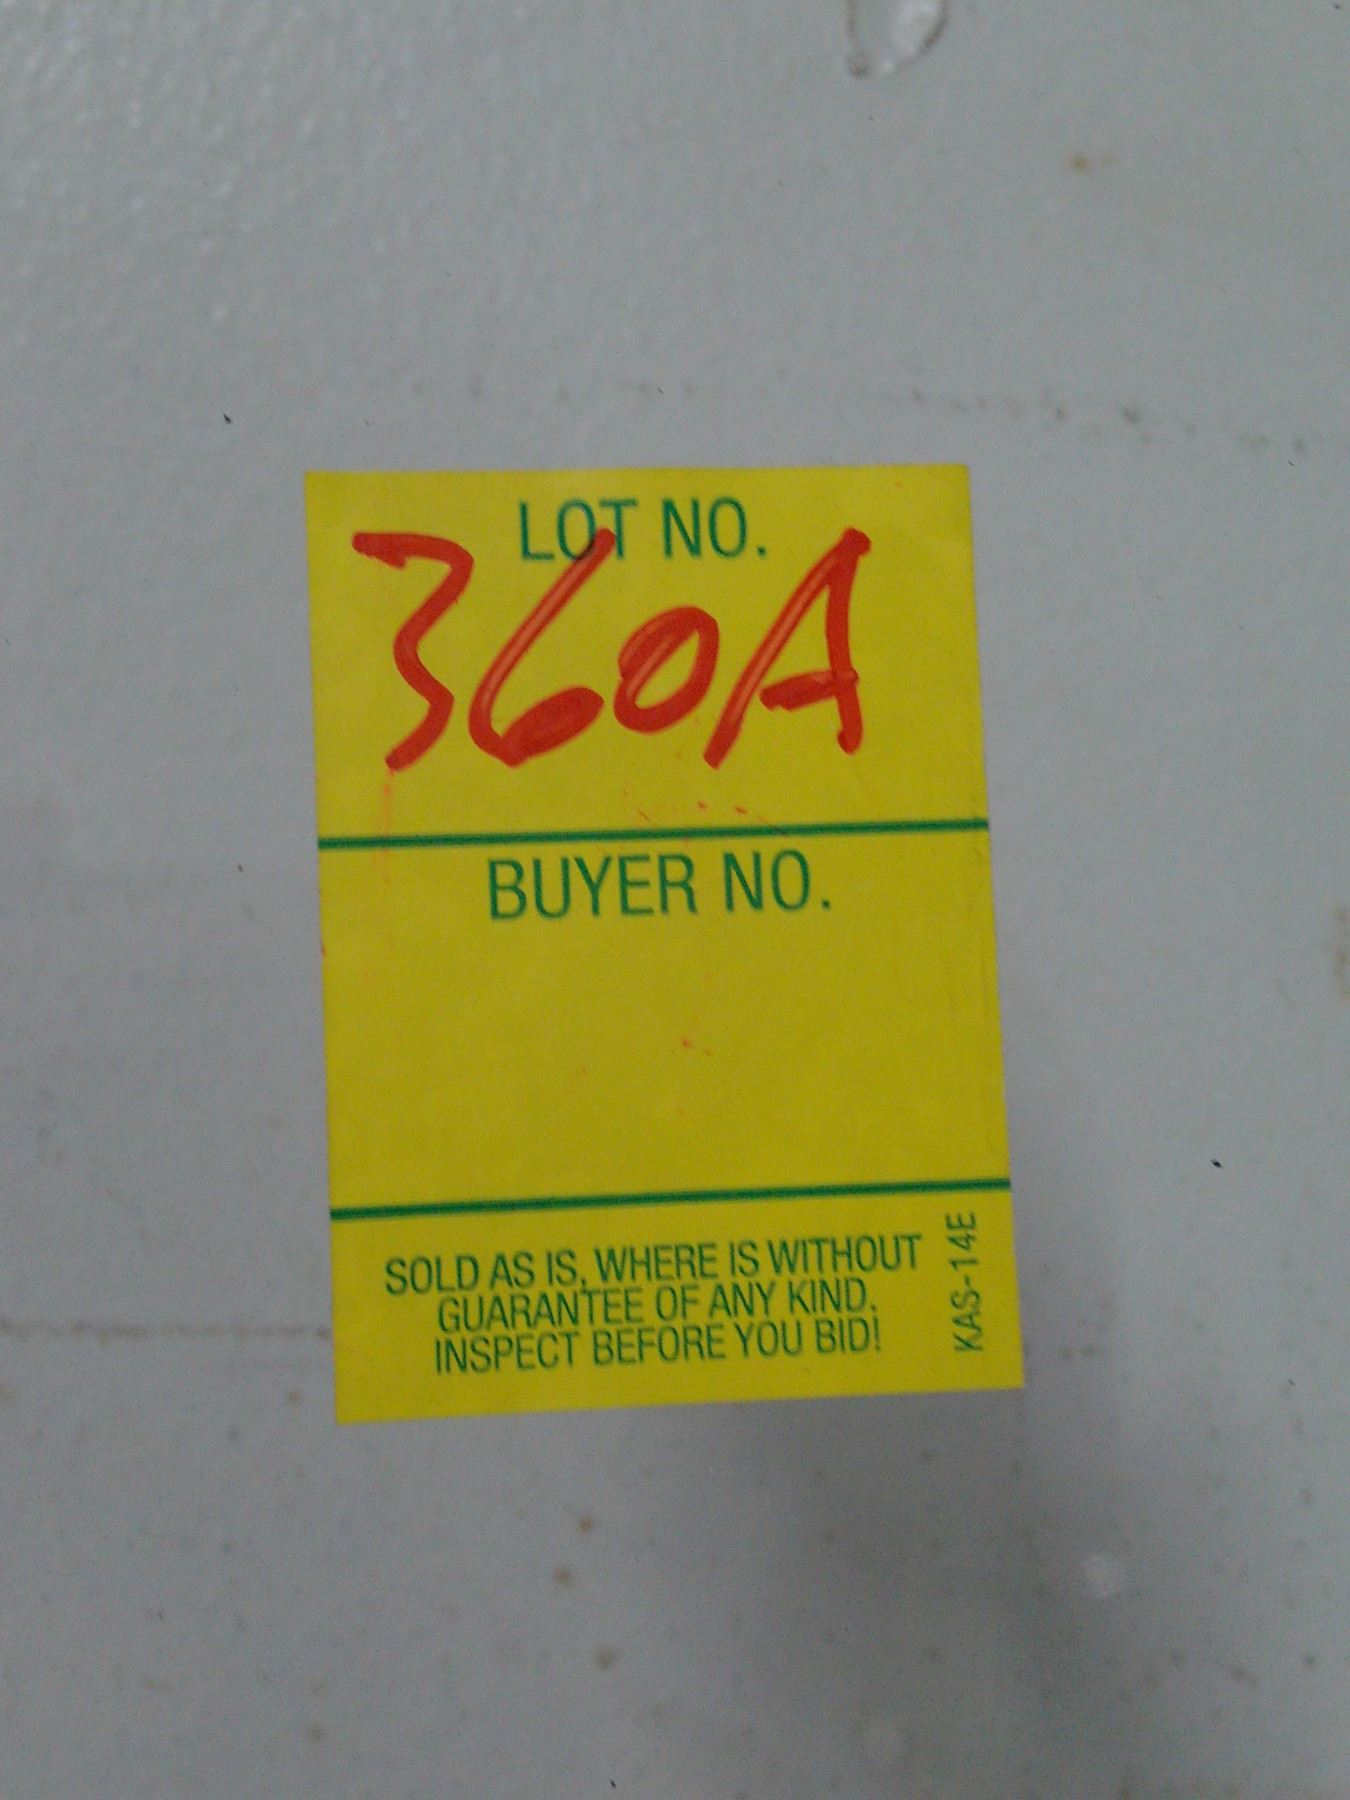 LOT NO.
360A
BUYER NO.
SOLD AS IS, WHERE IS WITHOUT
GUARANTEE OF ANY KIND.
INSPECT BEFORE YOU BID!
KAS-14E